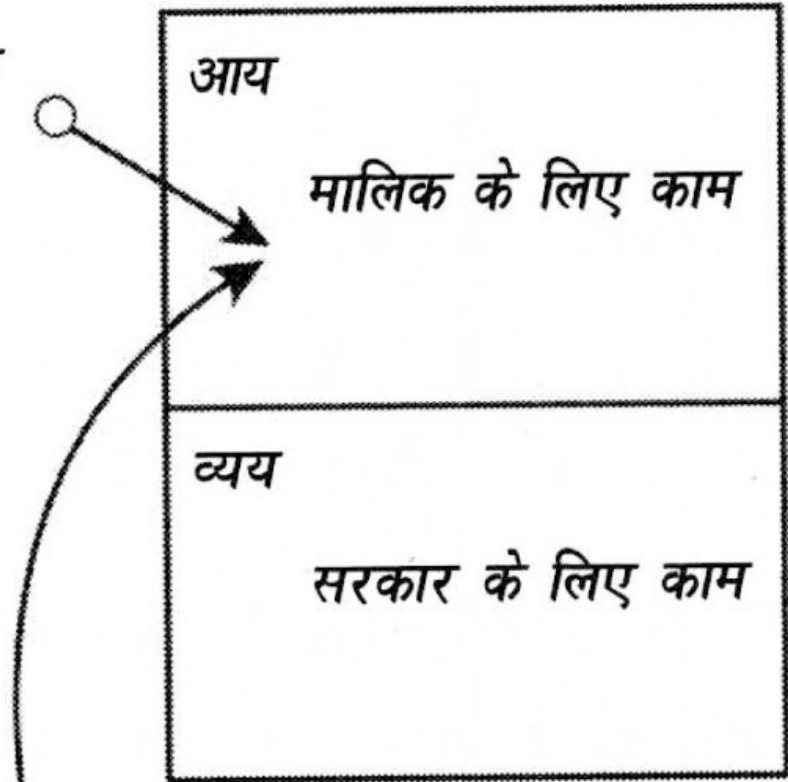 आय
मालिक के लिए काम
व्यय
सरकार के लिए काम